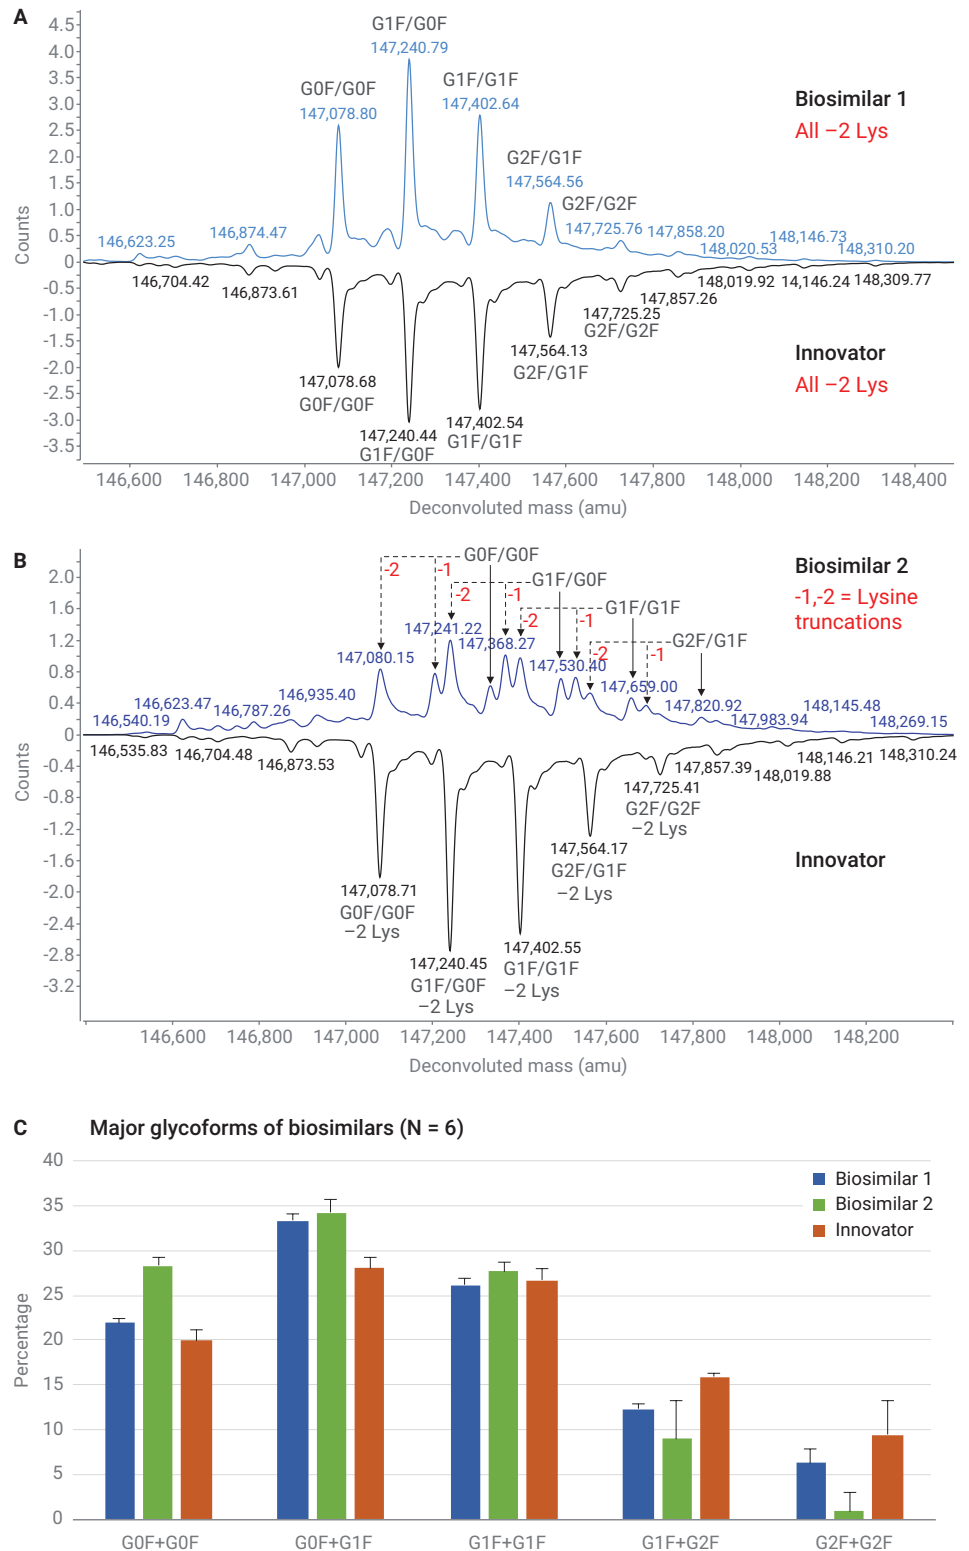 A
Counts
4.5
4.0
3.5
3.0
2.5
2.0
1.5
1.0
0.5
0
-0.5
-1.0
-1.5
-2.0
-2.5
-3.0
-3.5
G1F/G0F
147,240.79
G0F/G0F
147,078.80
G1F/G1F
147,402.64
G2F/G1F
147,564.56
G2F/G2F
147,725.76
146,623.25
146,874.47
147,858.20
148,020.53
148,146.73
148,310.20
Biosimilar 1
All −2 Lys
146,704.42
146,873.61
147,078.68
G0F/G0F
147,240.44
G1F/G0F
147,402.54
G1F/G1F
147,564.13
G2F/G1F
147,725.25
G2F/G2F
147,857.26
148,019.92
14,146.24
148,309.77
Innovator
All −2 Lys
146,600
146,800
147,000
147,200
147,400
147,600
147,800
148,000
148,200
148,400
Deconvoluted mass (amu)
B
Counts
2.0
1.6
1.2
0.8
0.4
0
-0.4
-0.8
-1.2
-1.6
-2.0
-2.4
-2.8
-3.2
G0F/G0F
-2
-1
G1F/G0F
-2
-1
G1F/G1F
-2
-1
G2F/G1F
-2
-1
Biosimilar 2
-1,-2 = Lysine
truncations
146,540.19
146,623.47
146,787.26
146,935.40
147,080.15
147,241.22
147,368.27
147,530.40
147,659.00
147,820.92
147,983.94
148,145.48
148,269.15
146,535.83
146,704.48
146,873.53
147,078.71
G0F/G0F
−2 Lys
147,240.45
G1F/G0F
−2 Lys
147,402.55
G1F/G1F
−2 Lys
147,564.17
G2F/G1F
−2 Lys
147,725.41
G2F/G2F
−2 Lys
147,857.39
148,019.88
148,146.21
148,310.24
Innovator
146,600
146,800
147,000
147,200
147,400
147,600
147,800
148,000
148,200
Deconvoluted mass (amu)
C
Major glycoforms of biosimilars (N = 6)
Percentage
40
35
30
25
20
15
10
5
0
Biosimilar 1
Biosimilar 2
Innovator
G0F+G0F
G0F+G1F
G1F+G1F
G1F+G2F
G2F+G2F